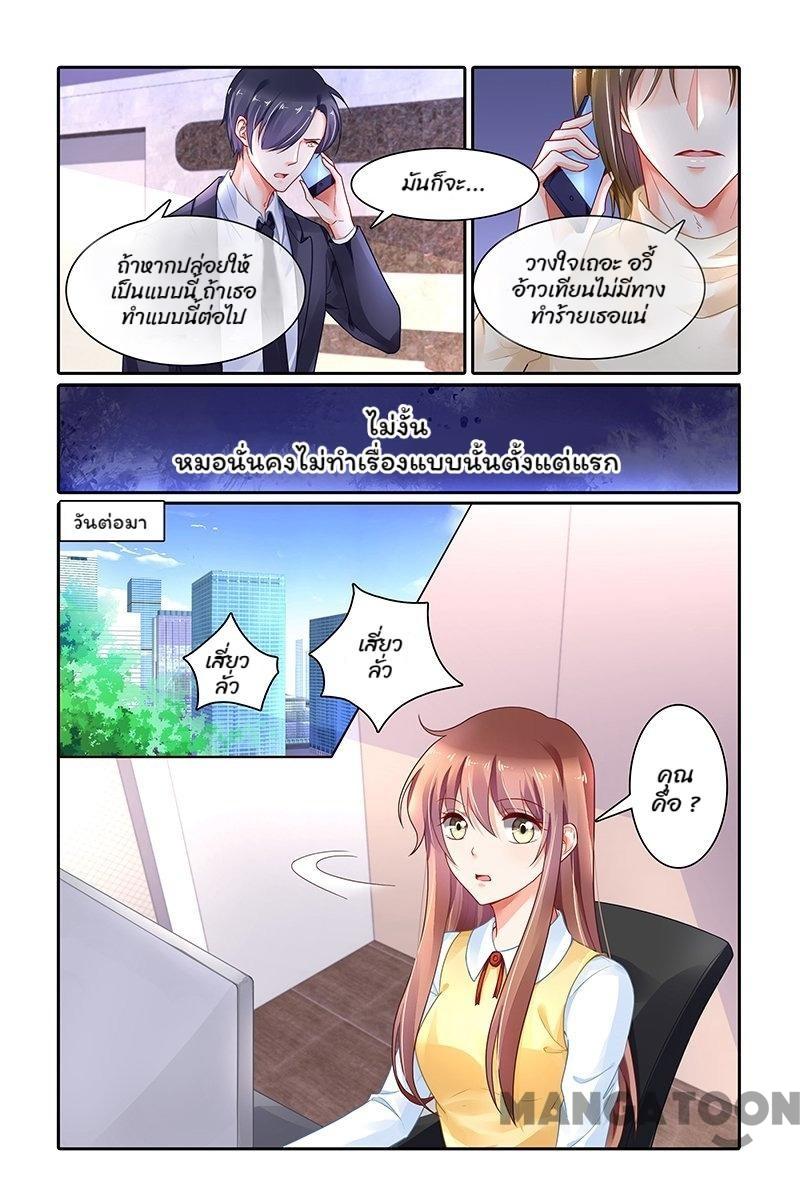 มันก็จะ...
ถ้าหากปล่อยให้
เป็นแบบนี้ ถ้าเธอ
ทำแบบนี้ต่อไป
วางใจเถอะ อวี้
อ้าวเทียนไม่มีทาง
ทำร้ายเธอแน่
ไม่งั้น
หมอนั่นคงไม่ทำเรื่องแบบนั้นตั้งแต่แรก
วันต่อมา
เสี่ยว
ลั่ว
เสี่ยว
ลั่ว
คุณ
คือ ?
MANGATOON